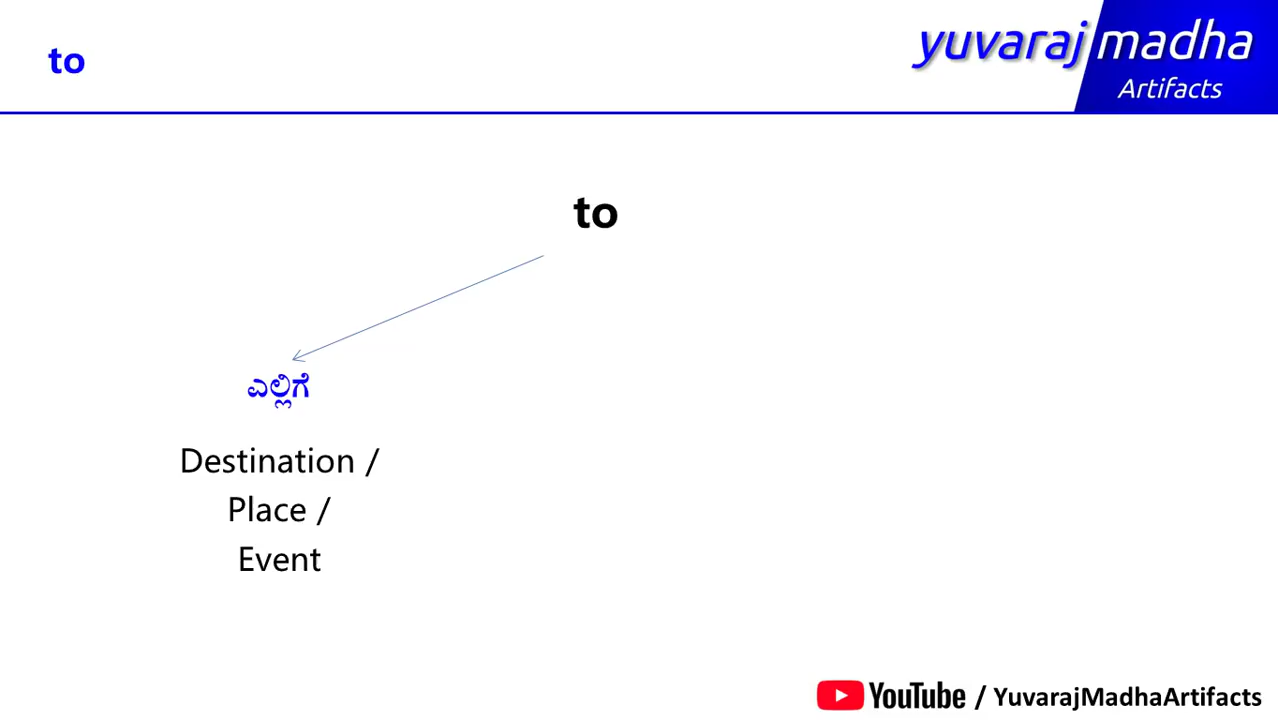 to
yuvaraj madha
Artifacts
to
ಎಲ್ಲಿಗೆ
Destination /
Place /
Event
YouTube / YuvarajMadhaArtifacts